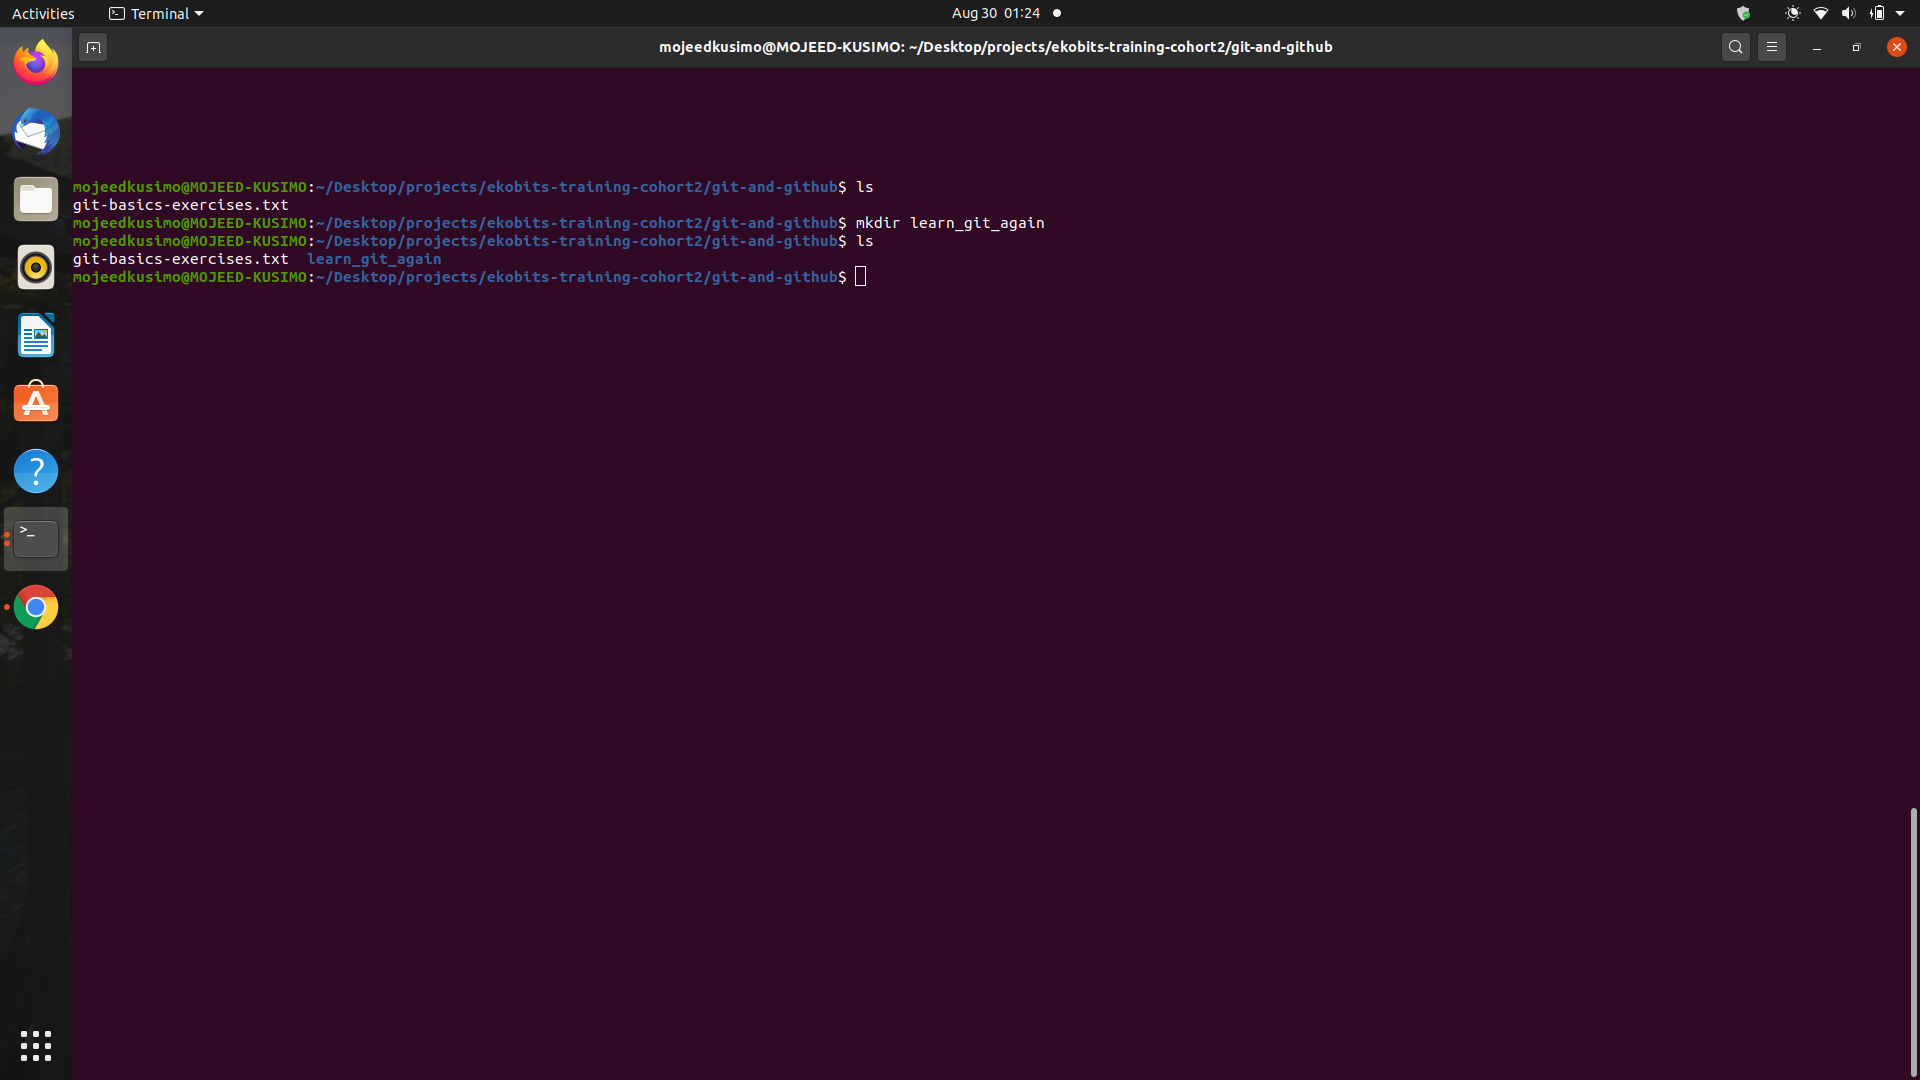 Activities Terminal Aug 30 01:24
mojeedkusimo@MOJEED-KUSIMO: ~/Desktop/projects/ekobits-training-cohort2/git-and-github
mojeedkusimo@MOJEED-KUSIMO:~/Desktop/projects/ekobits-training-cohort2/git-and-github$ ls
git-basics-exercises.txt
mojeedkusimo@MOJEED-KUSIMO:~/Desktop/projects/ekobits-training-cohort2/git-and-github$ mkdir learn_git_again
mojeedkusimo@MOJEED-KUSIMO:~/Desktop/projects/ekobits-training-cohort2/git-and-github$ ls
git-basics-exercises.txt  learn_git_again
mojeedkusimo@MOJEED-KUSIMO:~/Desktop/projects/ekobits-training-cohort2/git-and-github$